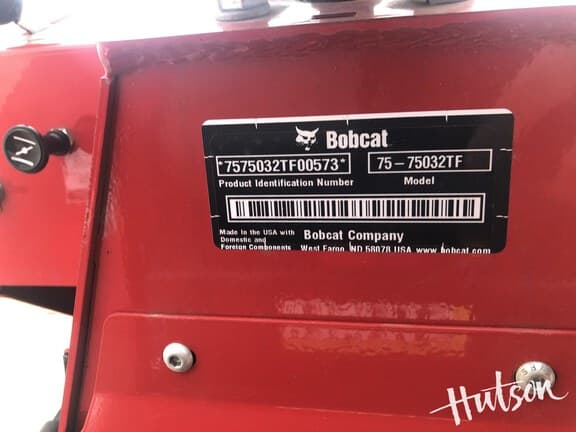 Bobcat
*7575032TF00573* 75-75032TF
Product Identification Number Model
Made in the USA with
Domestic and
Foreign Components
Bobcat Company
West Fargo, ND 58078 USA www.bobcat.com
Hutson